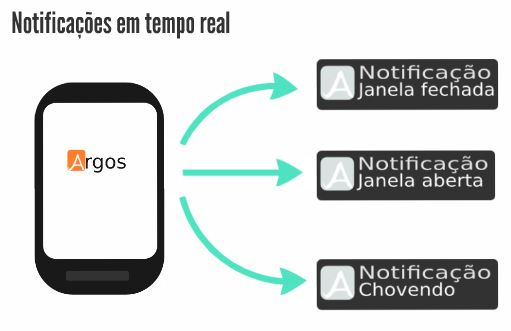 Notificações em tempo real
Argos
A Notificação
Janela fechada
A Notificação
Janela aberta
A Notificação
Chovendo